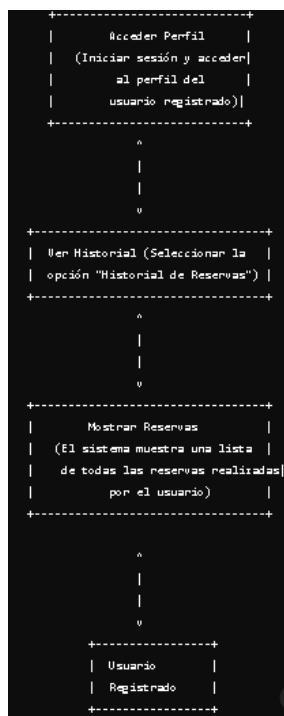 Acceder Perfil
(Iniciar sesión y acceder
al perfil del
usuario registrado)
Ver Historial (Seleccionar la
opción "Historial de Reservas")
Mostrar Reservas
(El sistema muestra una lista
de todas las reservas realizadas
por el usuario)
Usuario
Registrado